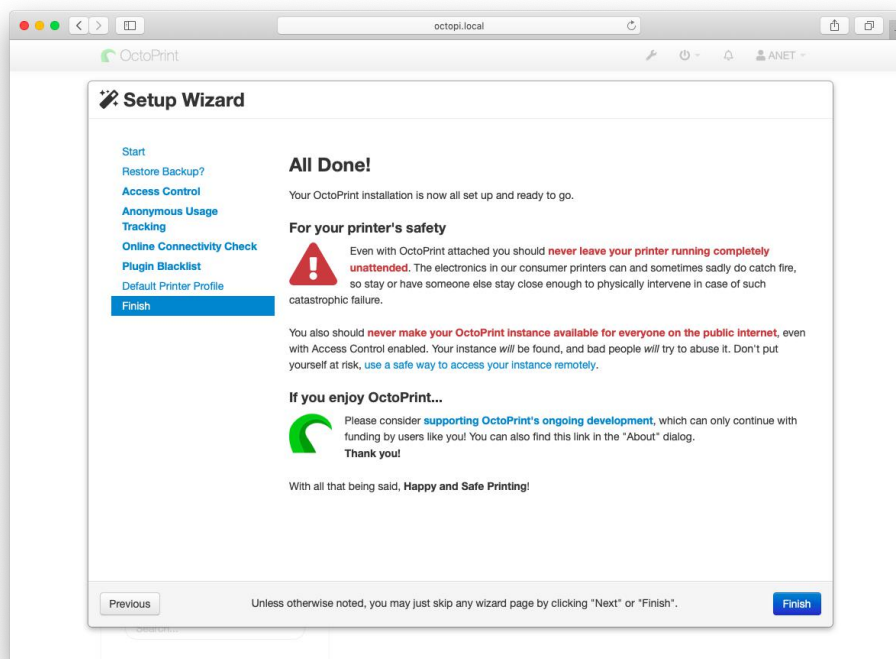 octopi.local
OctoPrint
ANET
Setup Wizard
Start
Restore Backup?
Access Control
Anonymous Usage
Tracking
Online Connectivity Check
Plugin Blacklist
Default Printer Profile
Finish
All Done!
Your OctoPrint installation is now all set up and ready to go.
For your printer's safety
Even with OctoPrint attached you should never leave your printer running completely
unattended. The electronics in our consumer printers can and sometimes sadly do catch fire,
so stay or have someone else stay close enough to physically intervene in case of such
catastrophic failure.
You also should never make your OctoPrint instance available for everyone on the public internet, even
with Access Control enabled. Your instance will be found, and bad people will try to abuse it. Don't put
yourself at risk, use a safe way to access your instance remotely.
If you enjoy OctoPrint...
Please consider supporting OctoPrint's ongoing development, which can only continue with
funding by users like you! You can also find this link in the "About" dialog.
Thank you!
With all that being said, Happy and Safe Printing!
Previous
Unless otherwise noted, you may just skip any wizard page by clicking "Next" or "Finish".
Finish
Search...